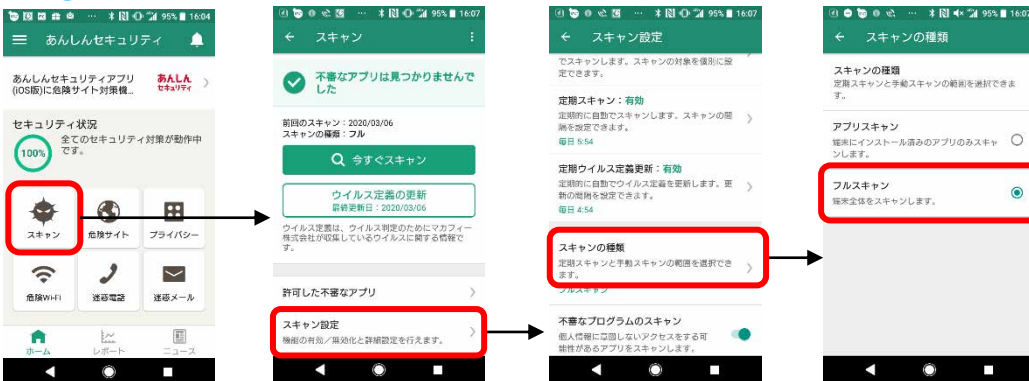 95% 16:04
あんしんセキュリティ
あんしんセキュリティアプリ
(iOS版)に危険サイト対策機...
あんしん
セキュリティ
セキュリティ状況
100%
全てのセキュリティ対策が動作中
です。
スキャン
危険サイト
プライバシー
危険Wi-Fi
迷惑電話
迷惑メール
ホーム
レポート
ニュース
95% 16:07
スキャン
不審なアプリは見つかりませんで
した
前回のスキャン：2020/03/06
スキャンの種類：フル
今すぐスキャン
ウイルス定義の更新
最終更新日：2020/03/06
ウイルス定義は、ウイルス判定のためにマカフィー
株式会社が収集しているウイルスに関する情報で
す。
許可した不審なアプリ
スキャン設定
機能の有効／無効化と詳細設定を行えます。
95% 16:07
スキャン設定
でスキャンします。スキャンの対象を個別に設
定できます。
定期スキャン：有効
定期的に自動でスキャンします。スキャンの間
隔を設定できます。
毎日 5:54
定期ウイルス定義更新：有効
定期的に自動でウイルス定義を更新します。更
新の間隔を設定できます。
毎日 4:54
スキャンの種類
定期スキャンと手動スキャンの範囲を選択でき
ます。
フルスキャン
不審なプログラムのスキャン
個人情報に意図しないアクセスをする可
能性があるアプリをスキャンします。
95% 16:07
スキャンの種類
スキャンの種類
定期スキャンと手動スキャンの範囲を選択できま
す。
アプリスキャン
端末にインストール済みのアプリのみスキャ
ンします。
フルスキャン
端末全体をスキャンします。